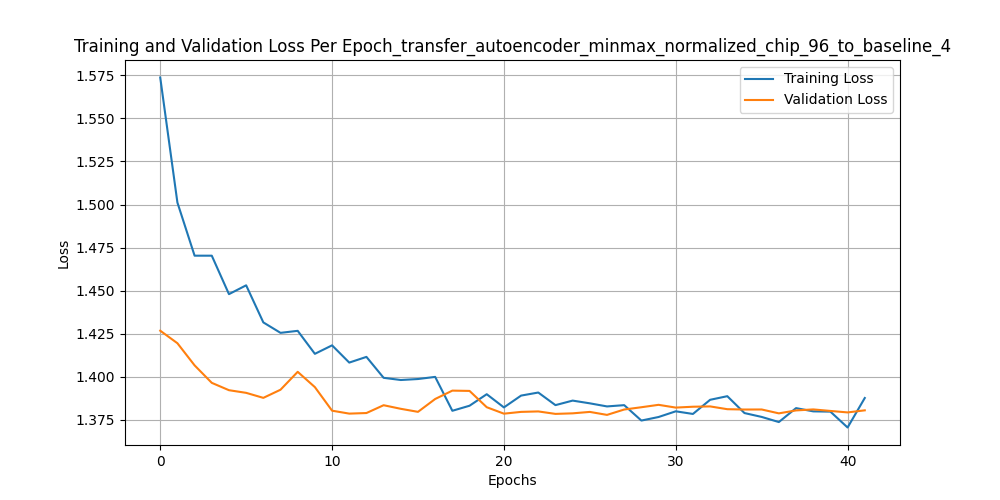 Training and Validation Loss Per Epoch_transfer_autoencoder_minmax_normalized_chip_96_to_baseline_4
Training Loss
Validation Loss
1.575
1.550
1.525
1.500
1.475
1.450
1.425
1.400
1.375
Loss
0 10 20 30 40
Epochs